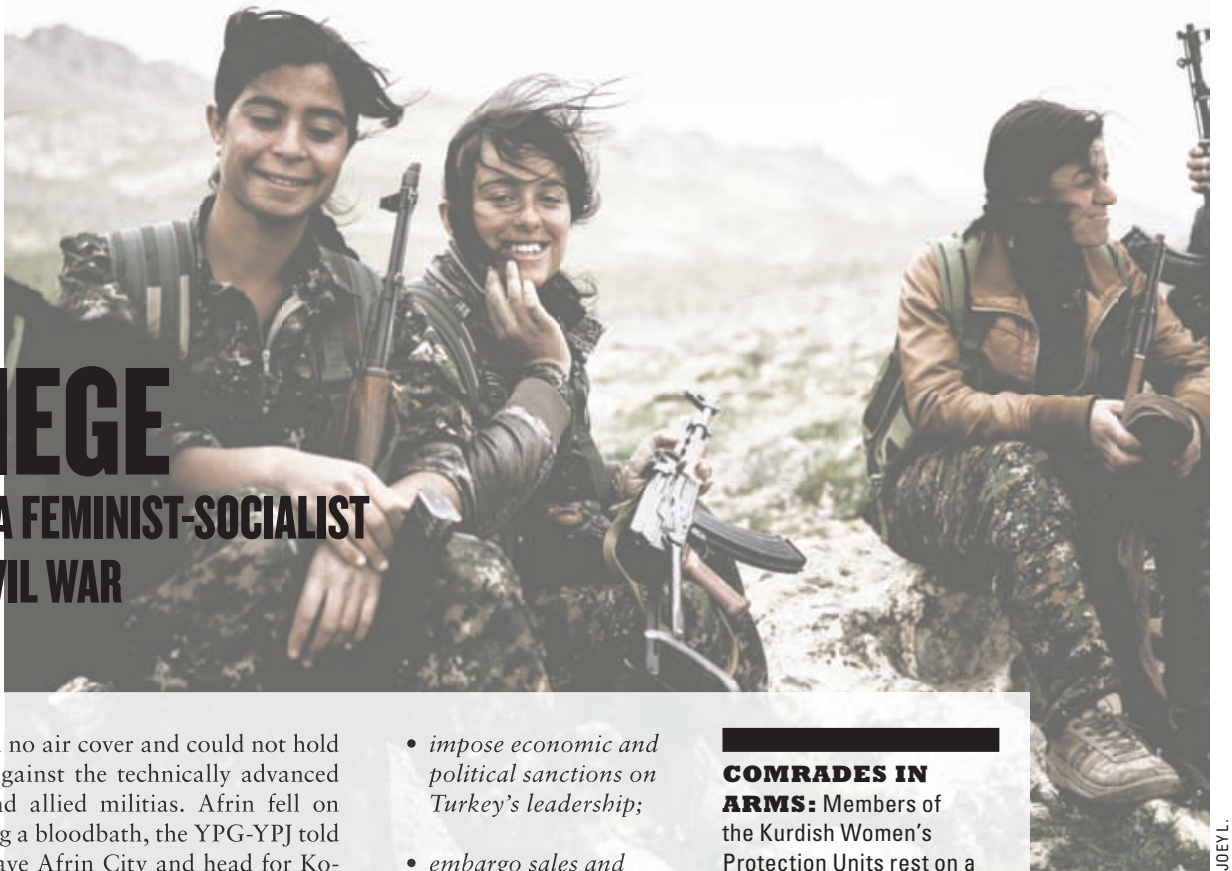 IEGE
A FEMINIST-SOCIALIST
VIL WAR
no air cover and could not hold
gainst the technically advanced
nd allied militias. Afrin fell on
g a bloodbath, the YPG-YPJ told
ave Afrin City and head for Ko-
• impose economic and
political sanctions on
Turkey's leadership;
• embargo sales and
COMRADES IN
ARMS: Members of
the Kurdish Women's
Protection Units rest on a
JOEY L.